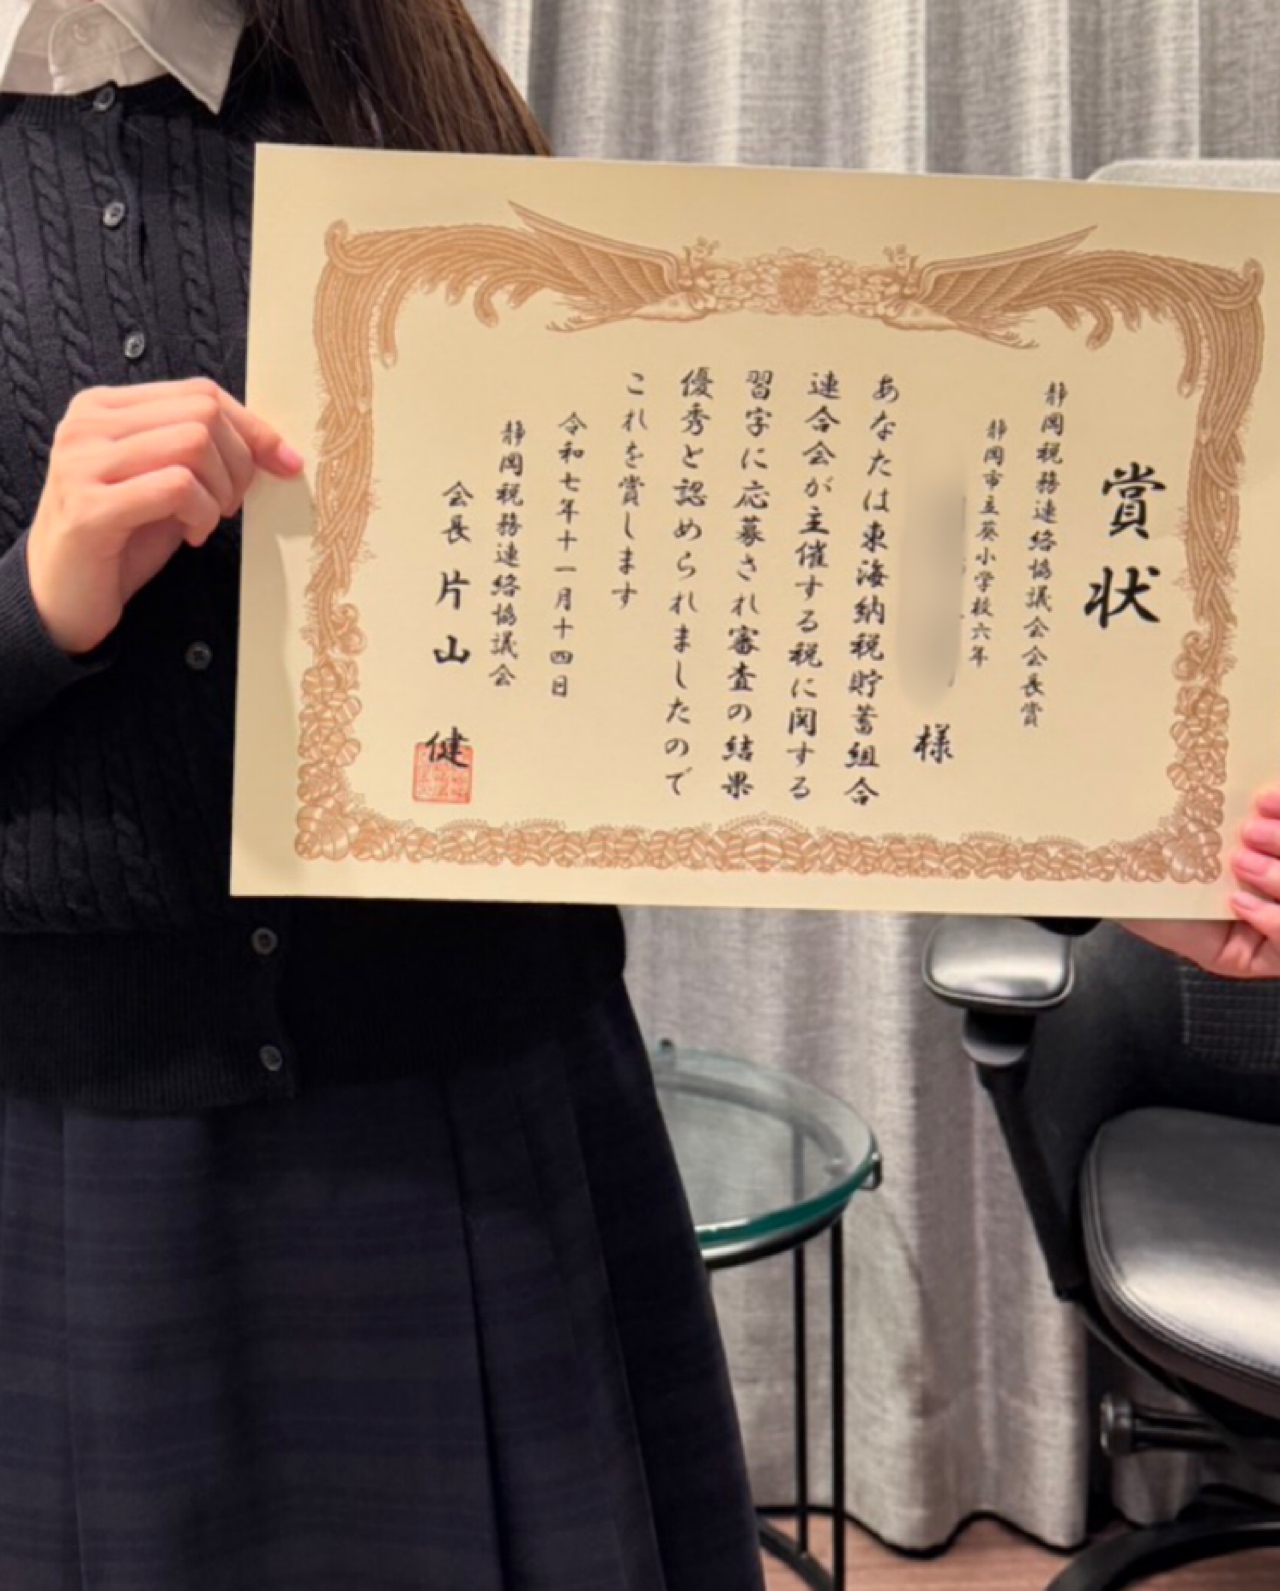 賞状
静岡税務連絡協議会会長賞
静岡市立葵小学校六年
様
あなたは東海納税貯蓄組合
連合会が主催する税に関する
習字に応募され審査の結果
優秀と認められましたので
これを賞します
令和七年十一月十四日
静岡税務連絡協議会
会長 片山 健